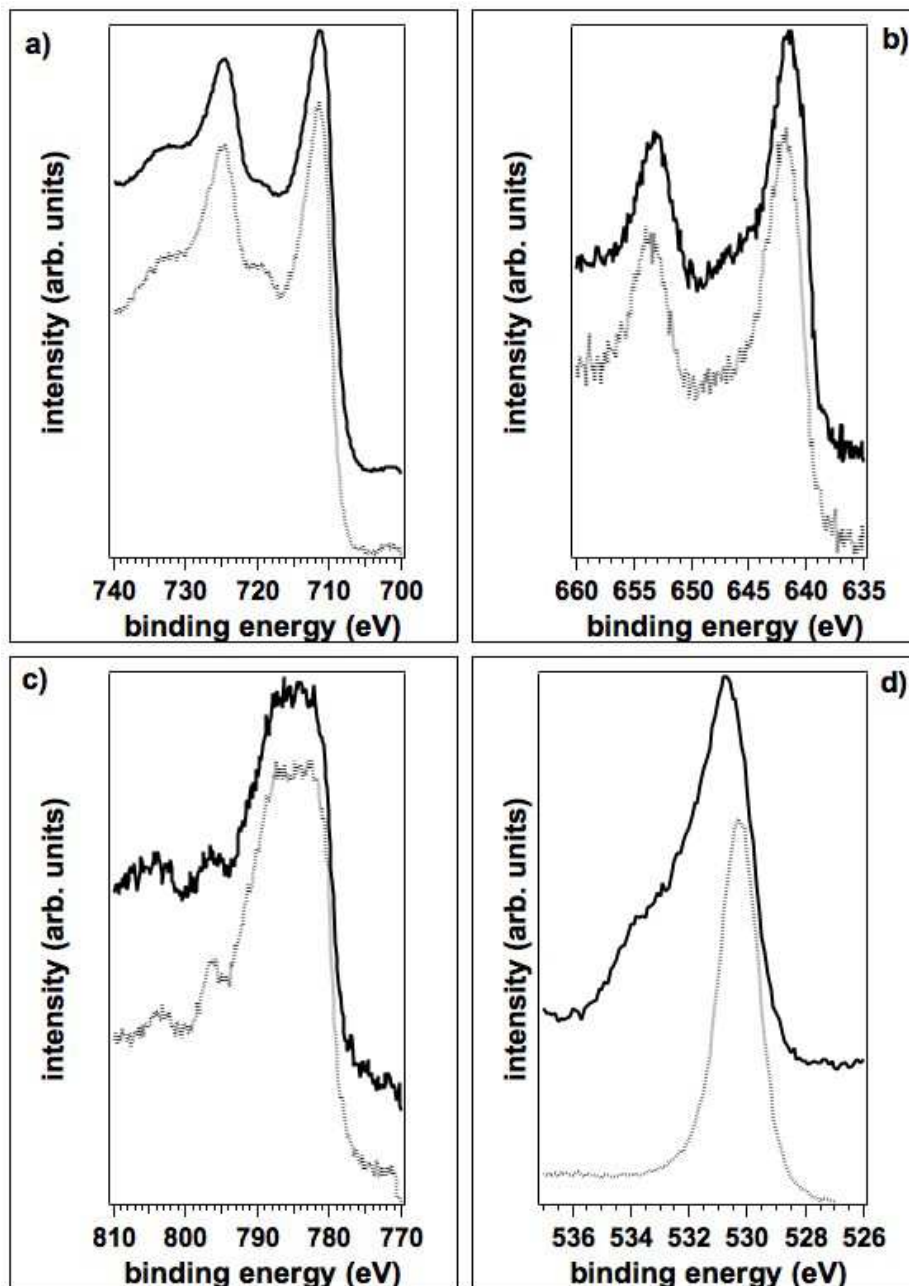 a)
intensity (arb. units)
740 730 720 710 700
binding energy (eV)
b)
intensity (arb. units)
660 655 650 645 640 635
binding energy (eV)
c)
intensity (arb. units)
810 800 790 780 770
binding energy (eV)
d)
intensity (arb. units)
536 534 532 530 528 526
binding energy (eV)